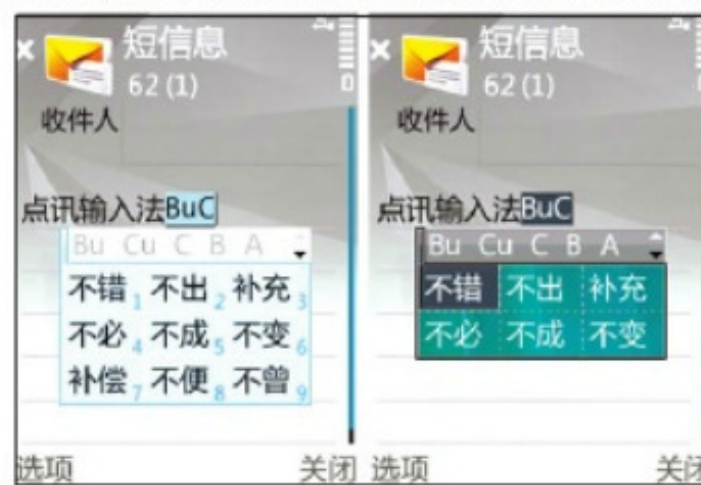 短信息
62 (1)
收件人
点讯输入法BuC
Bu Cu C B A
不错1 不出2 补充3
不必4 不成5 不变6
补偿7 不便8 不曾9
选项 关闭
短信息
62 (1)
收件人
点讯输入法BuC
Bu Cu C B A
不错 不出 补充
不必 不成 不变
选项 关闭